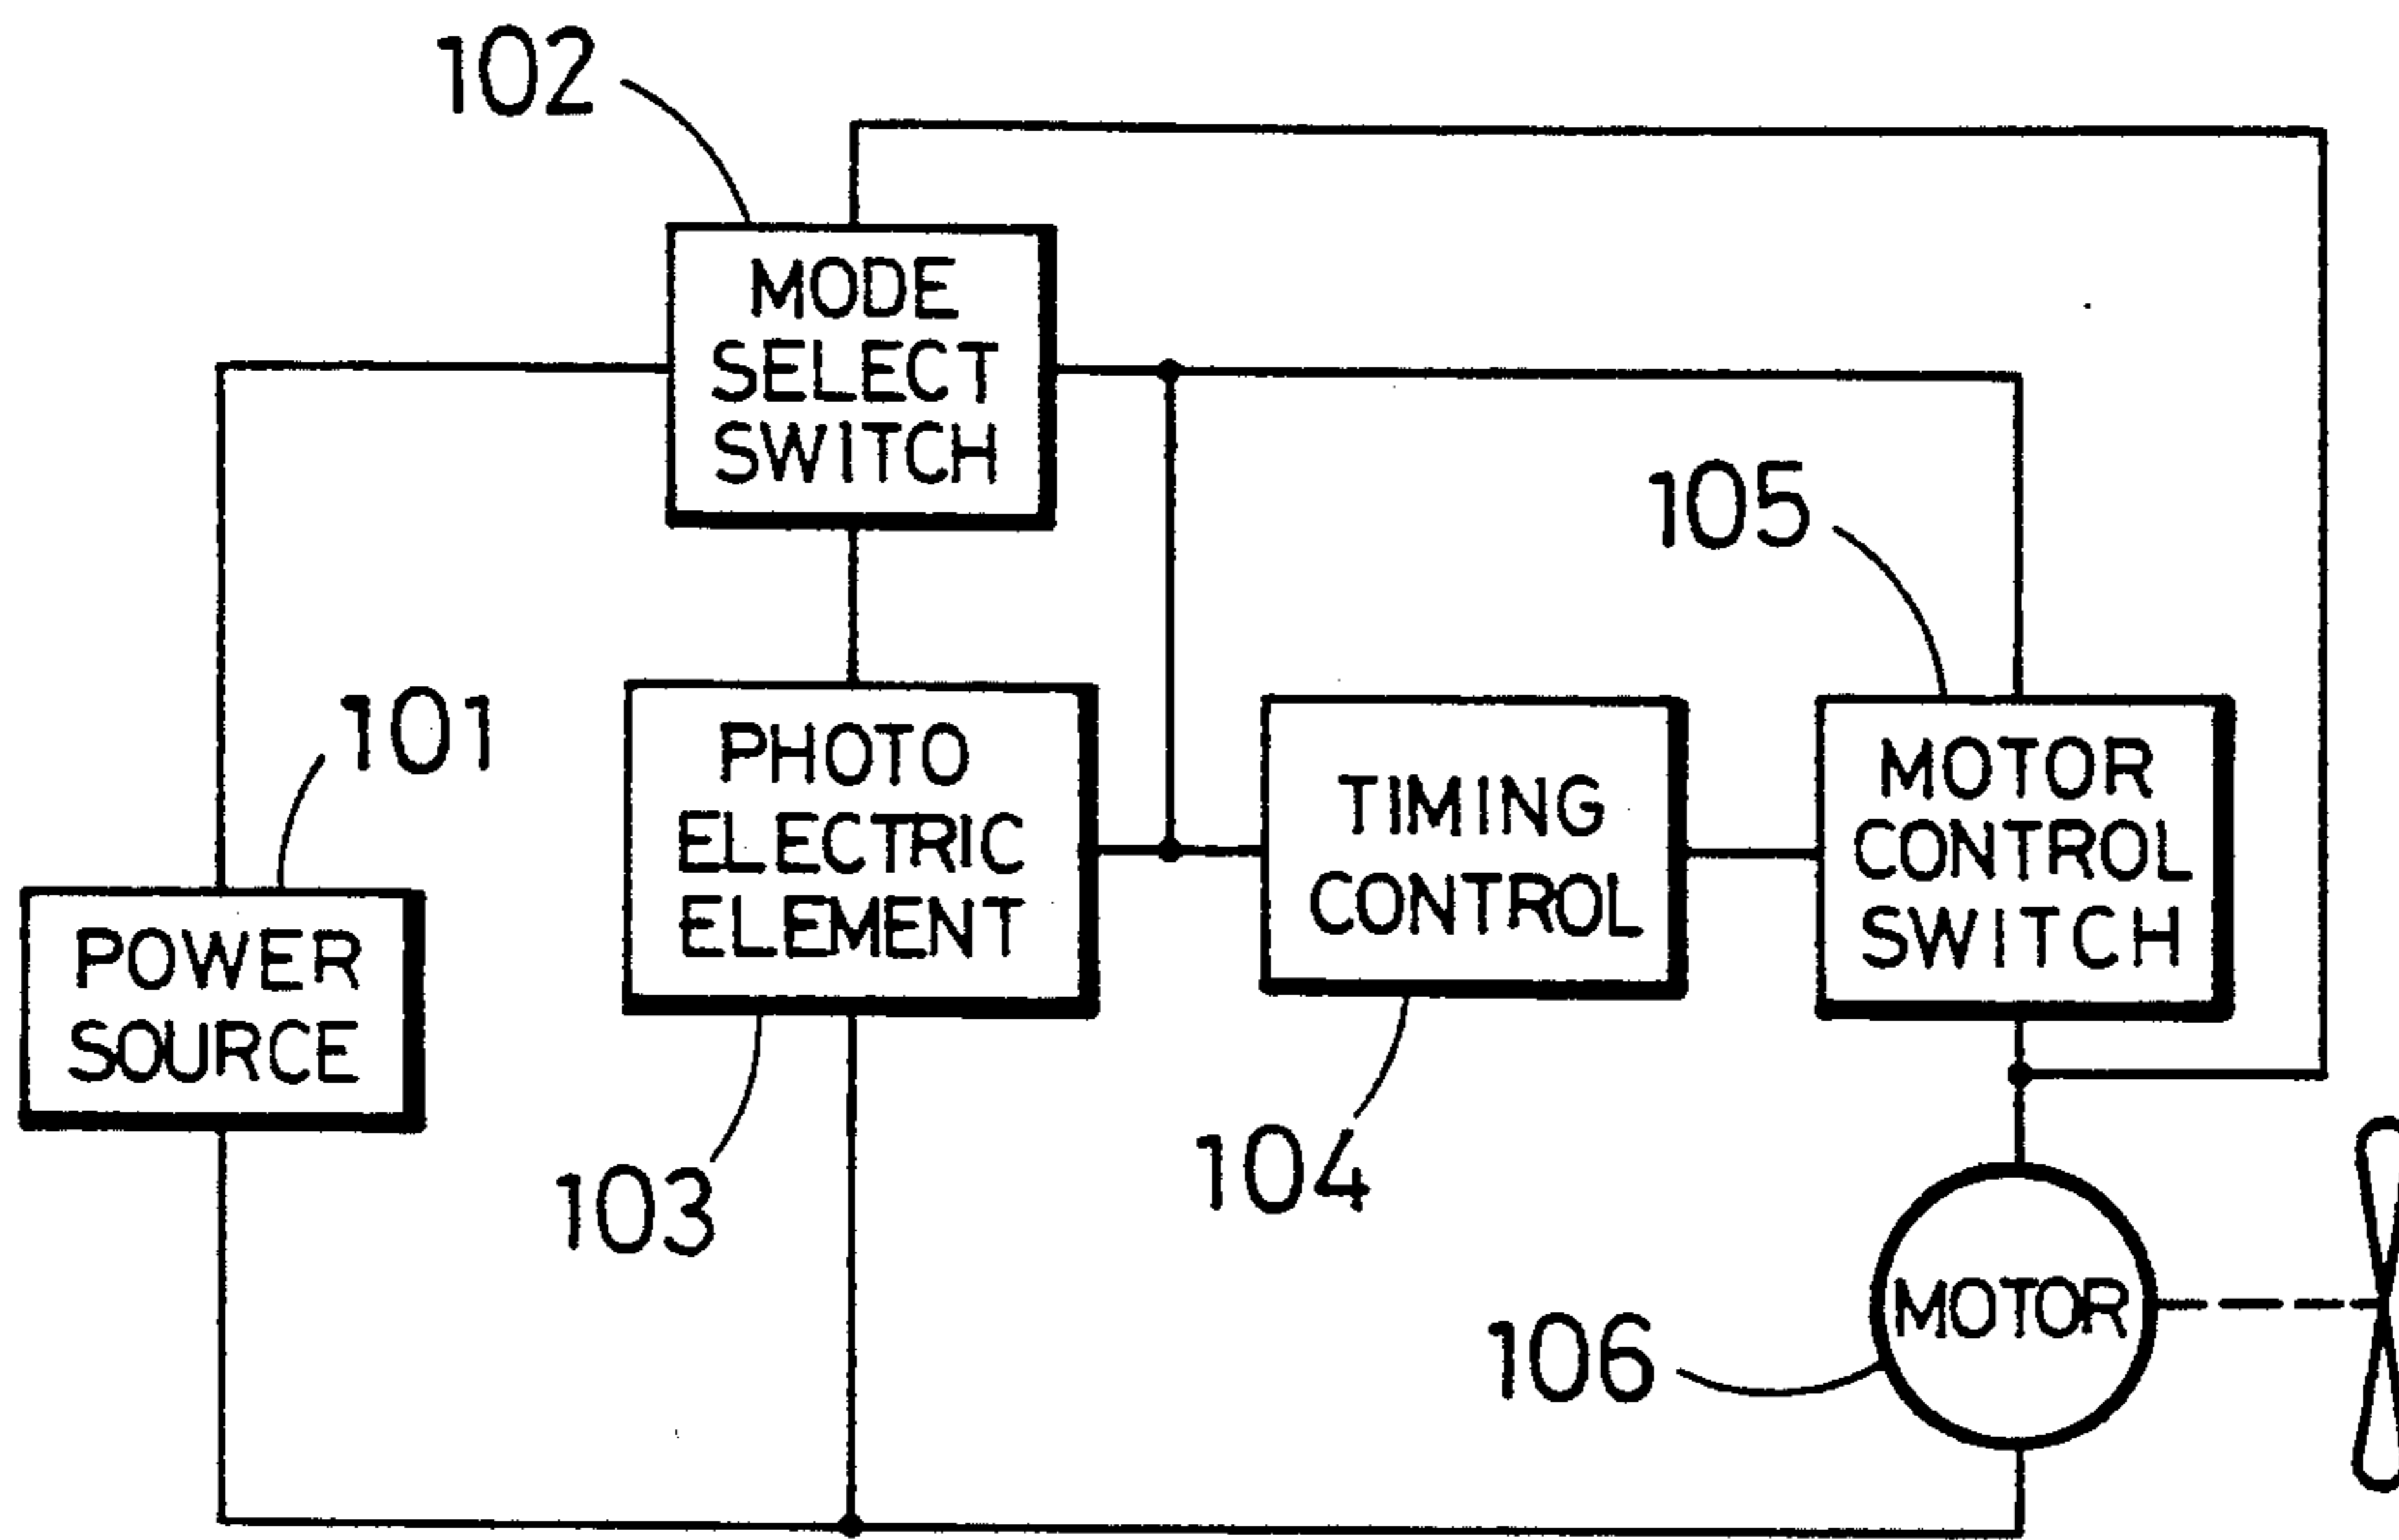 102
MODE
SELECT
SWITCH
105
101
PHOTO
ELECTRIC
ELEMENT
TIMING
CONTROL
MOTOR
CONTROL
SWITCH
POWER
SOURCE
103
104
106
MOTOR